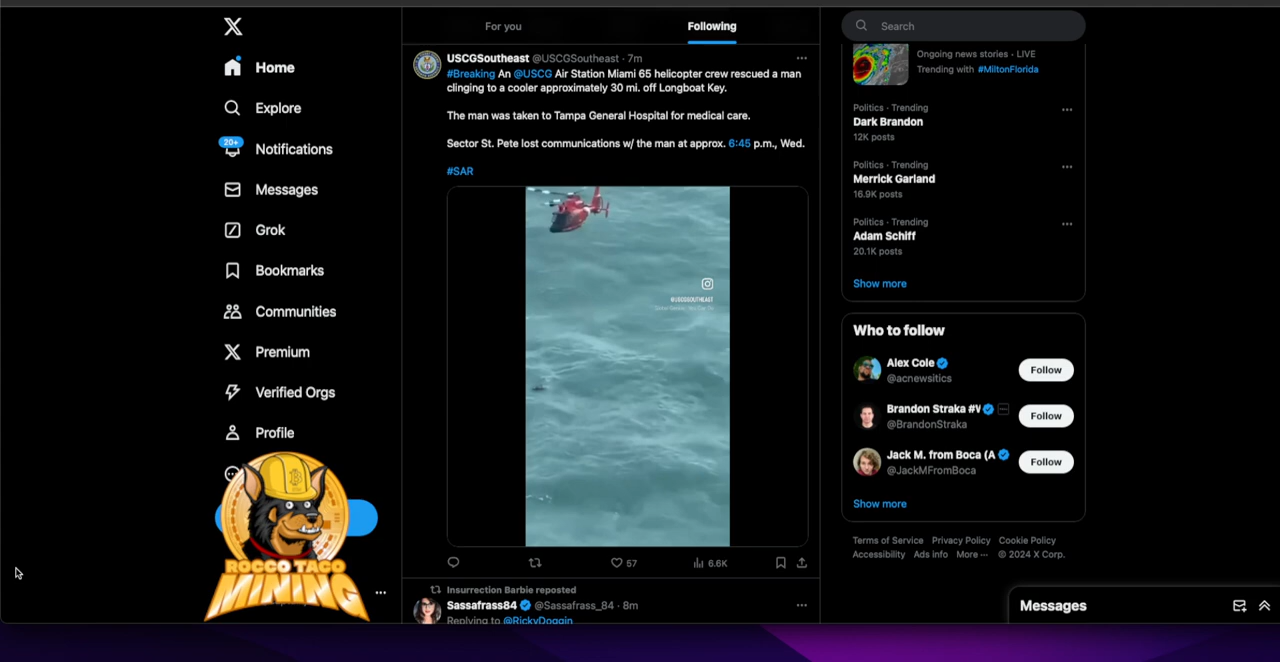 Home
Explore
20+
Notifications
Messages
Grok
Bookmarks
Communities
Premium
Verified Orgs
Profile
ROCCO TACO
MINING
For you
Following
USCGSoutheast @USCGSoutheast · 7m
#Breaking An @USCG Air Station Miami 65 helicopter crew rescued a man
clinging to a cooler approximately 30 mi. off Longboat Key.
The man was taken to Tampa General Hospital for medical care.
Sector St. Pete lost communications w/ the man at approx. 6:45 p.m., Wed.
#SAR
@USCGSOUTHEAST
57
6.6K
Insurrection Barbie reposted
Sassafrass84 @Sassafrass_84 · 8m
Replying to @RickyDoggin
Search
Ongoing news stories · LIVE
Trending with #MiltonFlorida
Politics · Trending
Dark Brandon
12K posts
Politics · Trending
Merrick Garland
16.9K posts
Politics · Trending
Adam Schiff
20.1K posts
Show more
Who to follow
Alex Cole
@acnewsitics
Follow
Brandon Straka
@BrandonStraka
Follow
Jack M. from Boca (A
@JackMFromBoca
Follow
Show more
Terms of Service Privacy Policy Cookie Policy
Accessibility Ads info More ··· © 2024 X Corp.
Messages